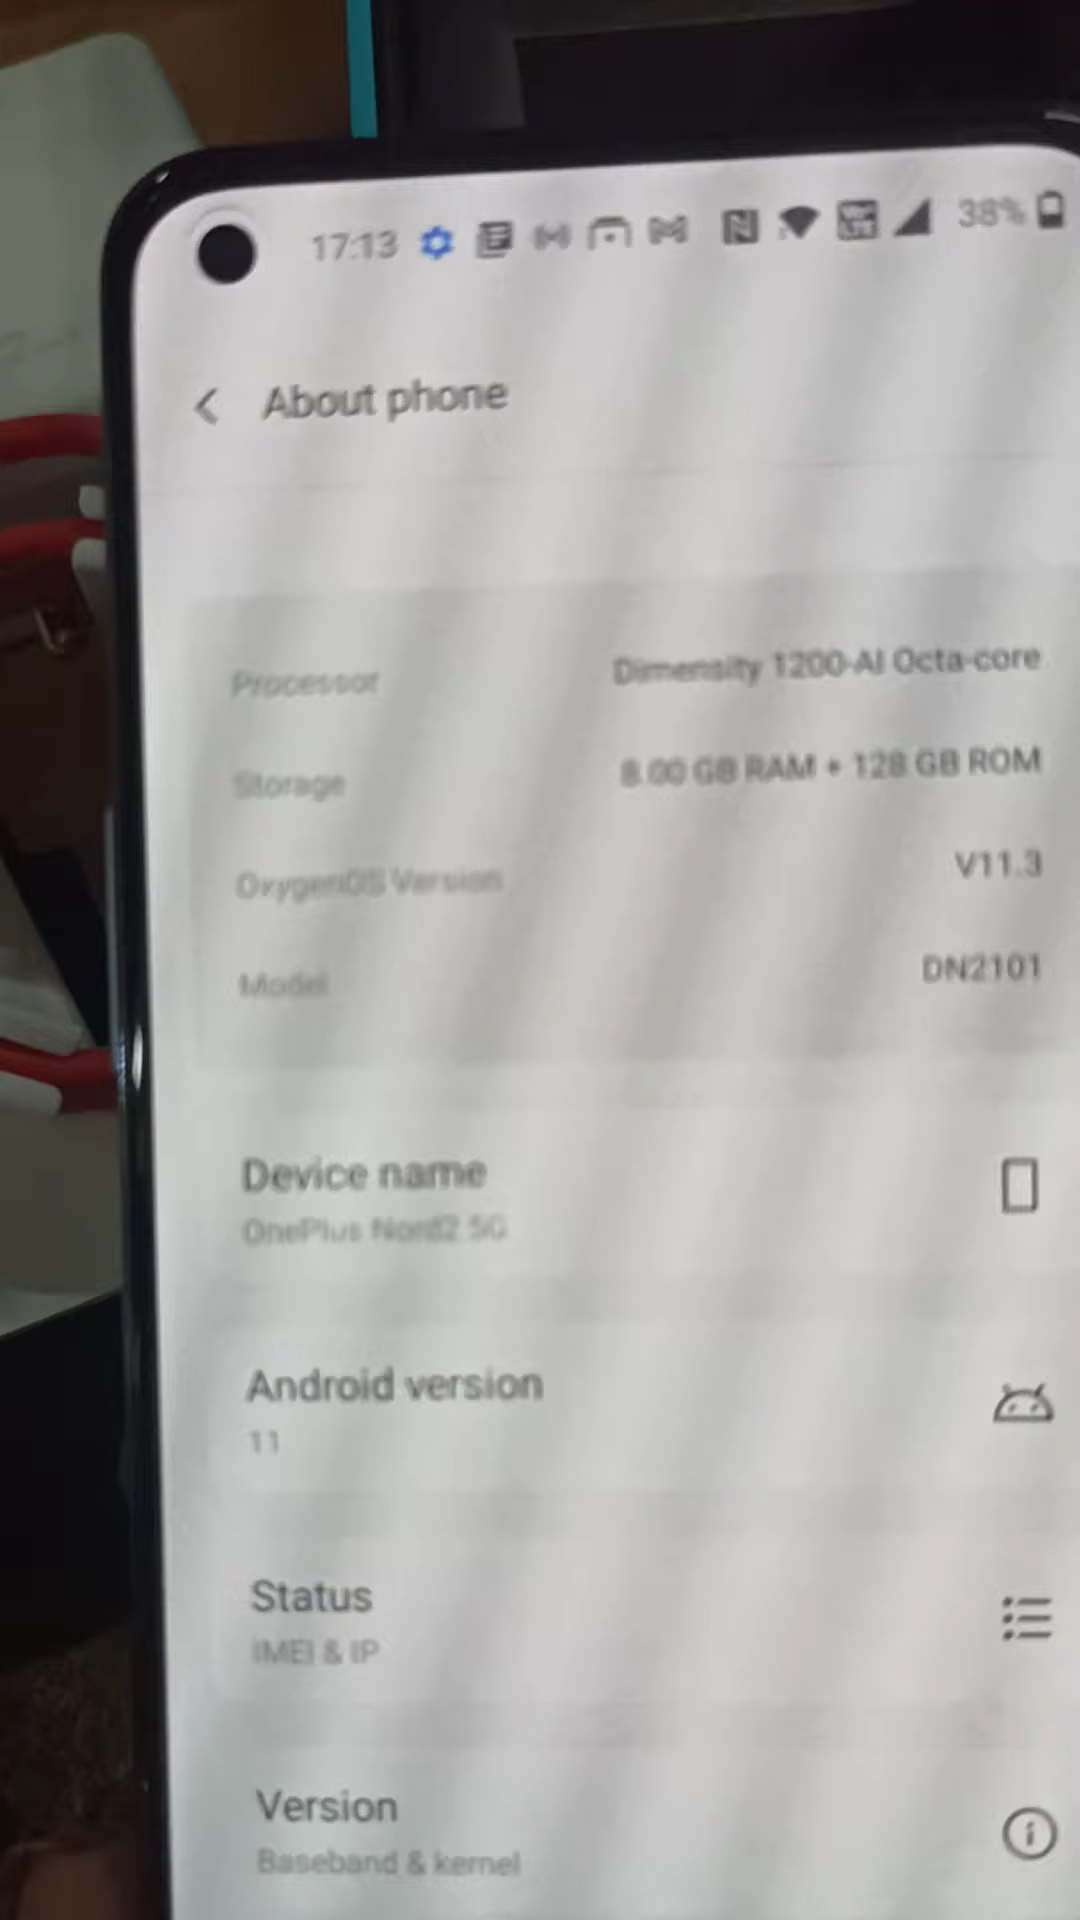 17:13 38%
About phone
Processor Dimensity 1200-AI Octa-core
Storage 8.00 GB RAM + 128 GB ROM
OxygenOS Version V11.3
Model DN2101
Device name
OnePlus Nord2 5G
Android version
11
Status
IMEI & IP
Version
Baseband & kernel